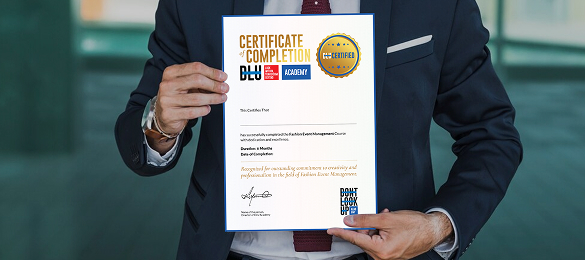 CERTIFICATE
of COMPLETION
BLU
ACADEMY
CERTIFIED
This Certifies That
has successfully completed the Fashion Event Management Course
with dedication and excellence.
Duration: 6 Months
Date of Completion
Recognized for outstanding commitment to creativity and
professionalism in the field of Fashion Event Management.
DON'T
LOOK
UP